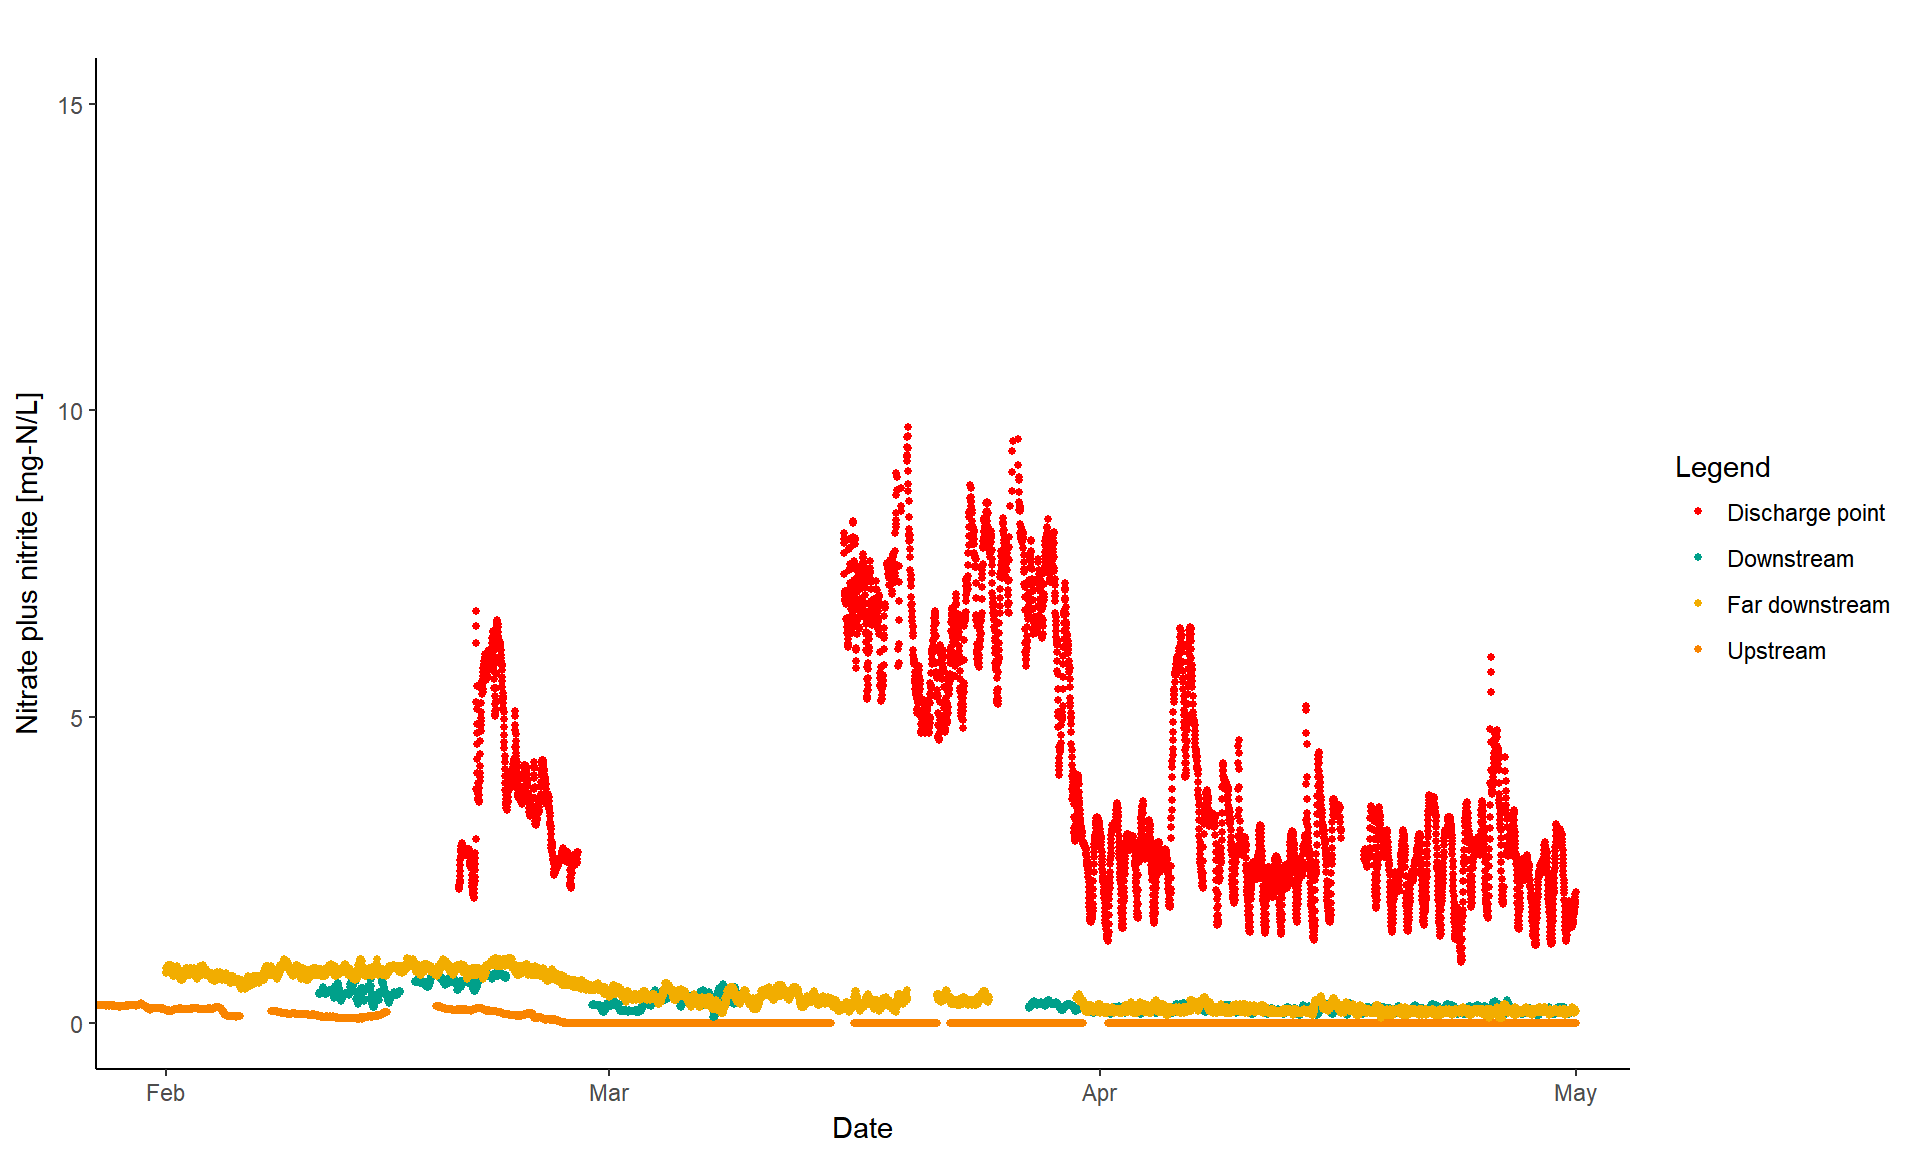 15
10
5
0
Nitrate plus nitrite [mg-N/L]
Feb
Mar
Apr
May
Date
Legend
Discharge point
Downstream
Far downstream
Upstream